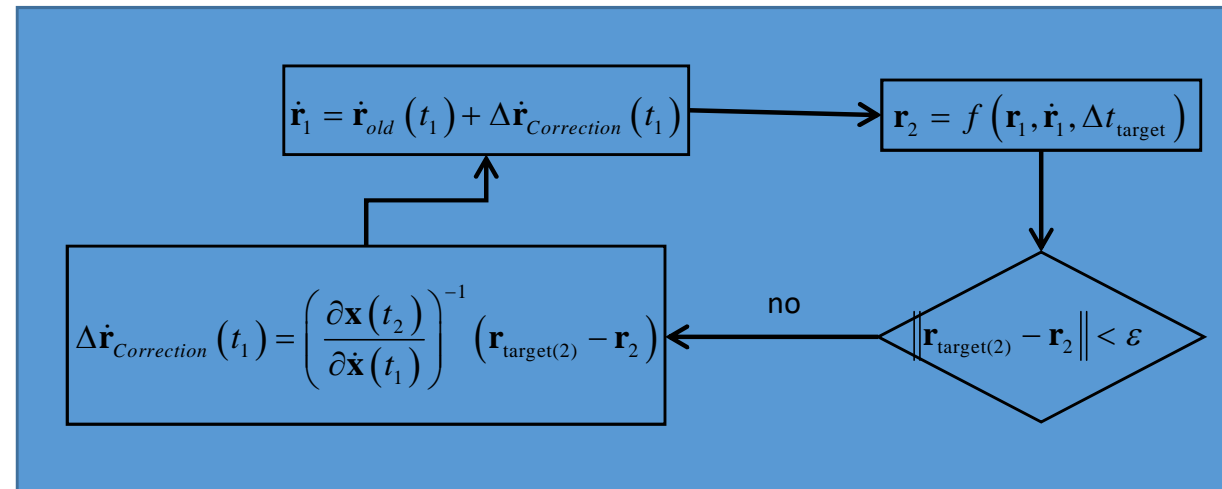 ṙ₁ = ṙ_old (t₁) + Δṙ_Correction (t₁)
r₂ = f (r₁, ṙ₁, Δt_target)
Δṙ_Correction (t₁) = (∂x(t₂) / ∂ẋ(t₁))⁻¹ (r_target(2) − r₂)
no
‖r_target(2) − r₂‖ < ε